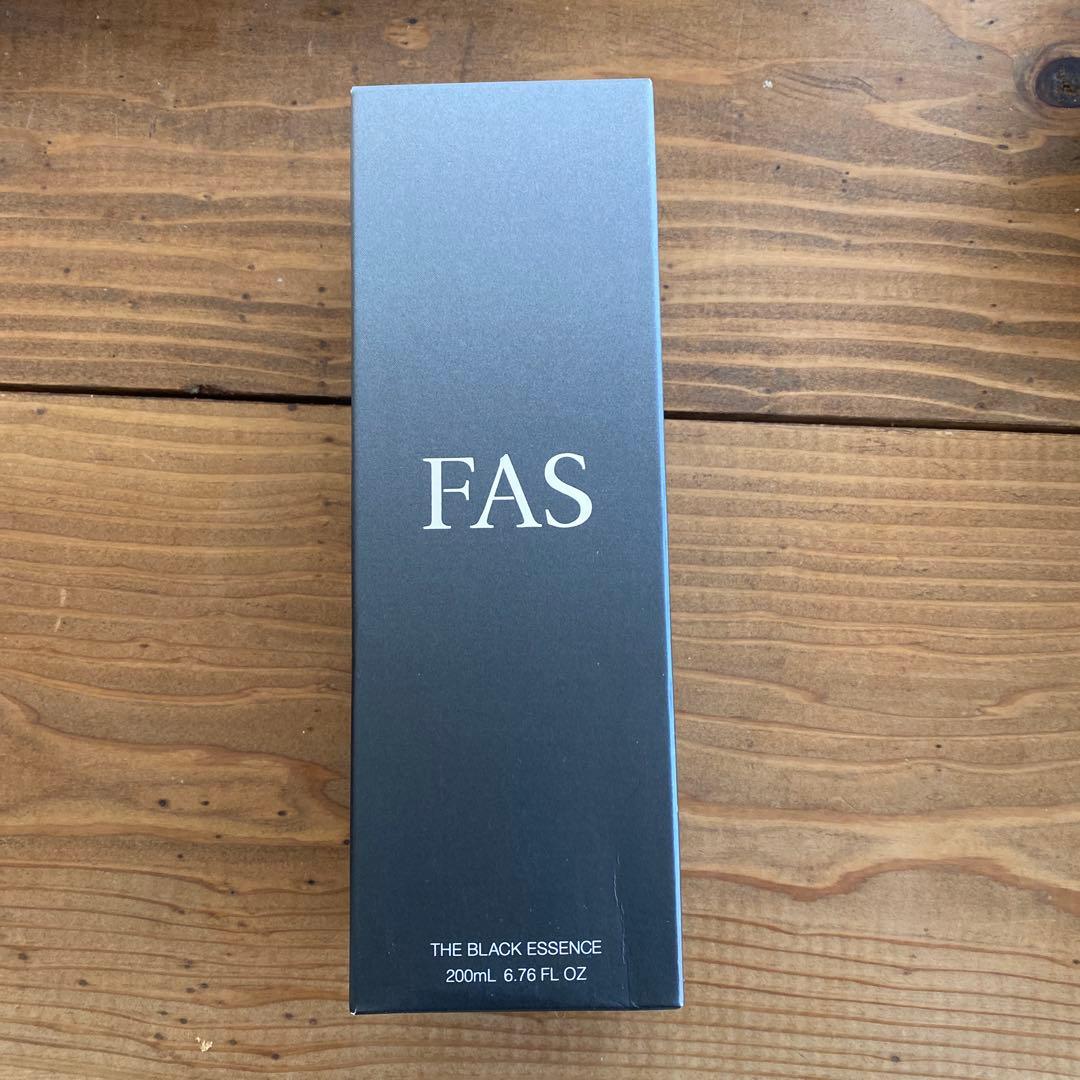 FAS
THE BLACK ESSENCE
200mL 6.76 FL OZ